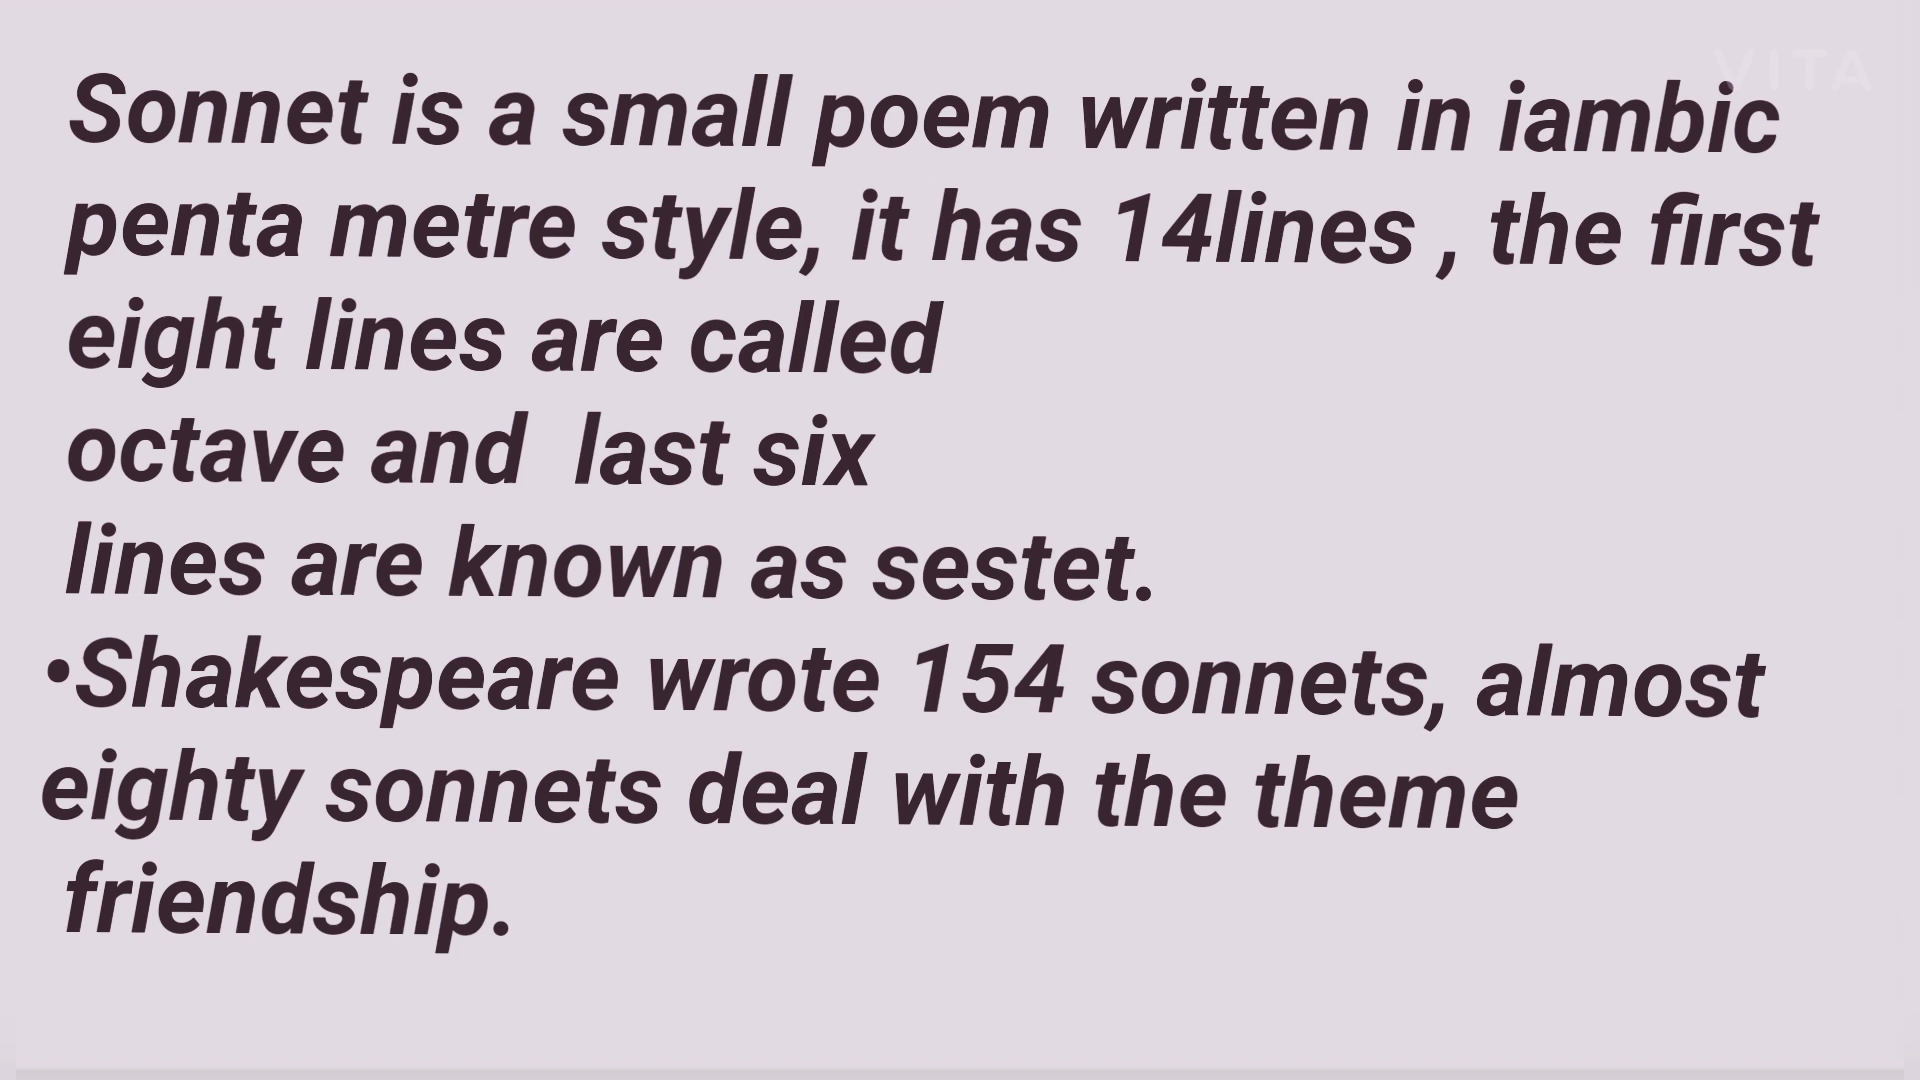 VITA
Sonnet is a small poem written in iambic
penta metre style, it has 14lines , the first
eight lines are called
octave and  last six
lines are known as sestet.
•Shakespeare wrote 154 sonnets, almost
eighty sonnets deal with the theme
friendship.